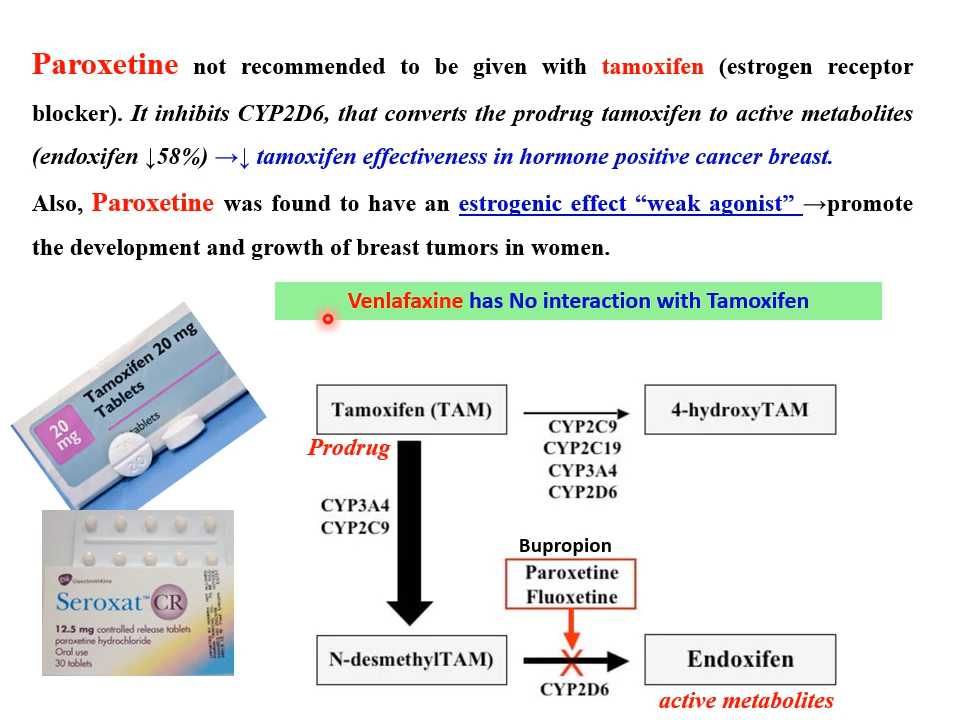 Paroxetine not recommended to be given with tamoxifen (estrogen receptor
blocker). It inhibits CYP2D6, that converts the prodrug tamoxifen to active metabolites
(endoxifen ↓58%) →↓ tamoxifen effectiveness in hormone positive cancer breast.
Also, Paroxetine was found to have an estrogenic effect “weak agonist” →promote
the development and growth of breast tumors in women.
Venlafaxine has No interaction with Tamoxifen
Tamoxifen 20 mg
Tablets
20
mg
tablets
Tamoxifen (TAM)
4-hydroxyTAM
CYP2C9
CYP2C19
CYP3A4
CYP2D6
Prodrug
CYP3A4
CYP2C9
Bupropion
Paroxetine
Fluoxetine
N-desmethylTAM)
CYP2D6
Endoxifen
active metabolites
gsk GlaxoSmithKline
Seroxat™ CR
12.5 mg controlled release tablets
paroxetine hydrochloride
Oral use
30 tablets